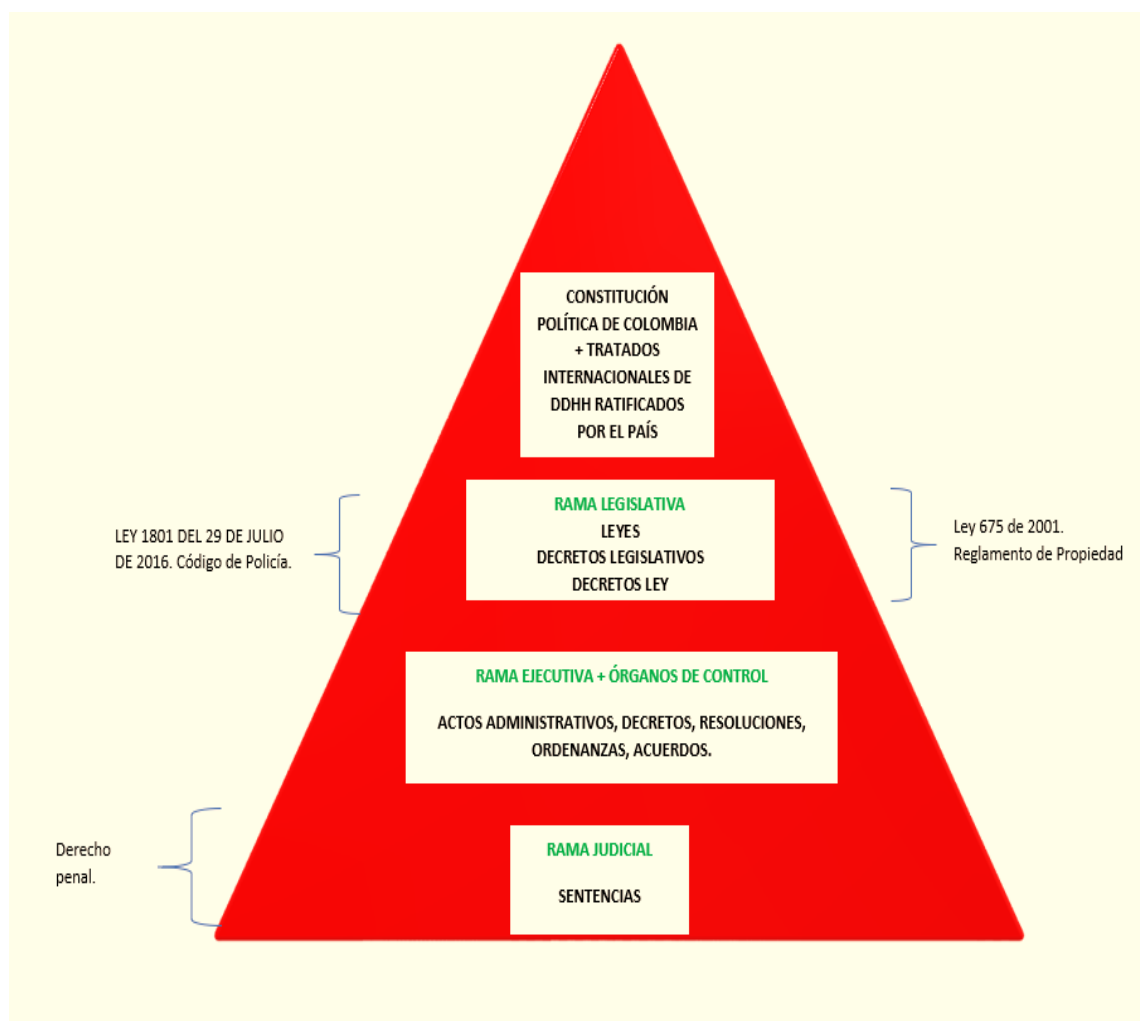 CONSTITUCIÓN
POLÍTICA DE COLOMBIA
+ TRATADOS
INTERNACIONALES DE
DDHH RATIFICADOS
POR EL PAÍS
RAMA LEGISLATIVA
LEYES
DECRETOS LEGISLATIVOS
DECRETOS LEY
LEY 1801 DEL 29 DE JULIO
DE 2016. Código de Policía.
Ley 675 de 2001.
Reglamento de Propiedad
RAMA EJECUTIVA + ÓRGANOS DE CONTROL
ACTOS ADMINISTRATIVOS, DECRETOS, RESOLUCIONES,
ORDENANZAS, ACUERDOS.
Derecho
penal.
RAMA JUDICIAL
SENTENCIAS